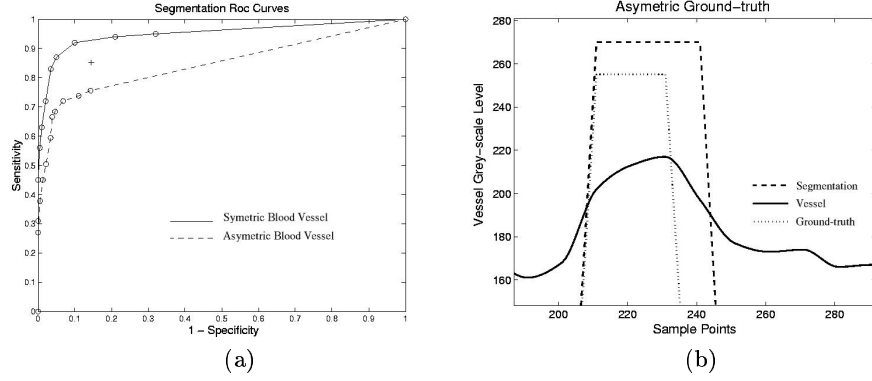 Segmentation Roc Curves
1
0.9
0.8
0.7
0.6
0.5
0.4
0.3
0.2
0.1
0
Sensitivity
Symetric Blood Vessel
Asymetric Blood Vessel
0 0.1 0.2 0.3 0.4 0.5 0.6 0.7 0.8 0.9 1
1 - Specificity
(a)
Asymetric Ground-truth
280
260
240
220
200
180
160
Vessel Grey-scale Level
Segmentation
Vessel
Ground-truth
200 220 240 260 280
Sample Points
(b)